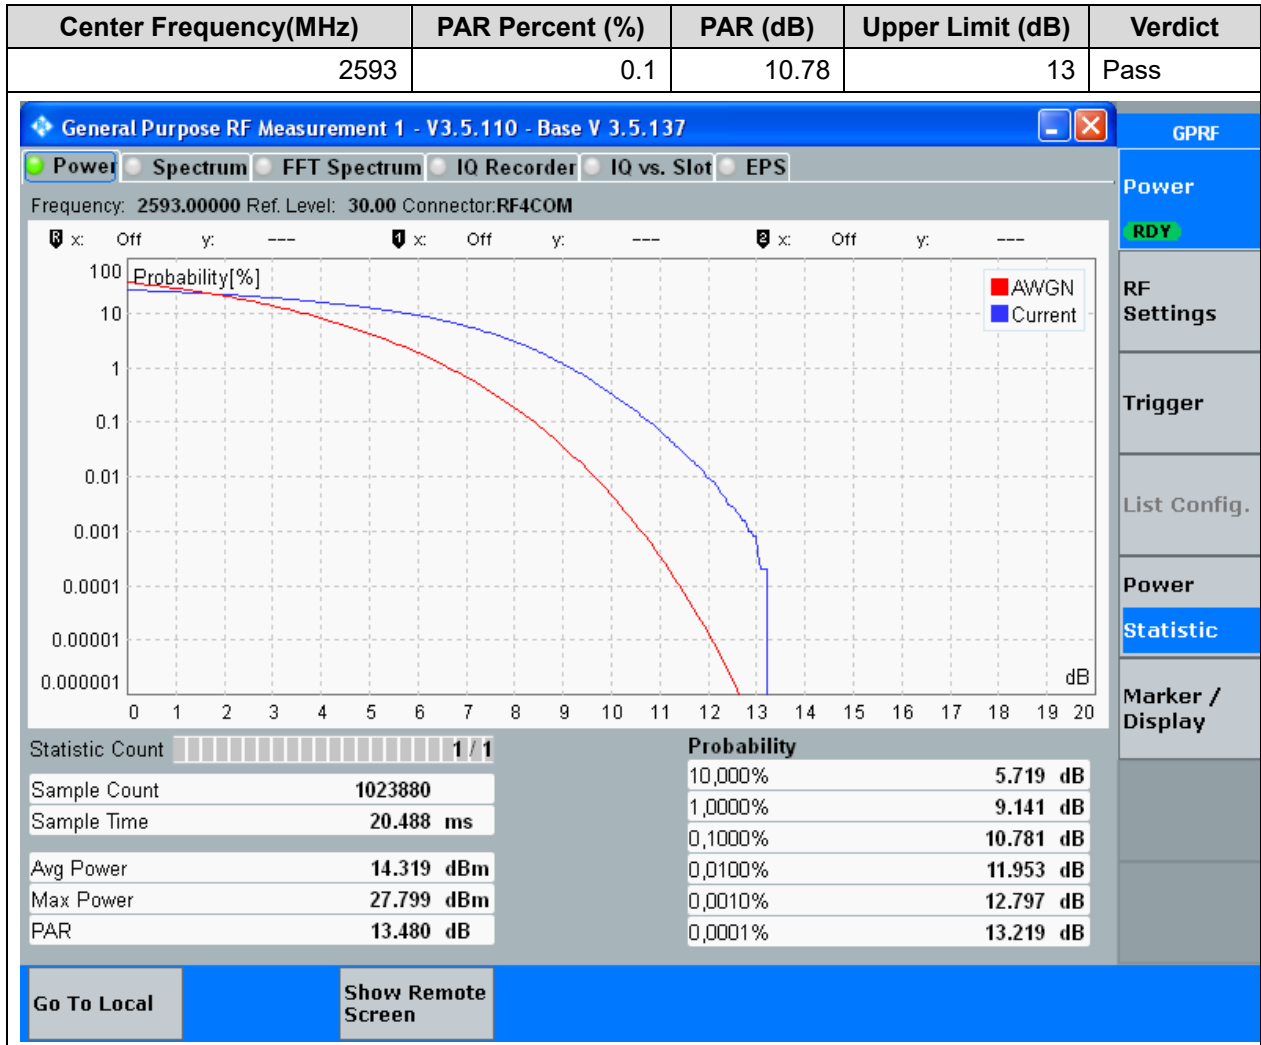 Center Frequency(MHz) PAR Percent (%) PAR (dB) Upper Limit (dB) Verdict
2593 0.1 10.78 13 Pass
General Purpose RF Measurement 1 - V3.5.110 - Base V 3.5.137
GPRF
Power Spectrum FFT Spectrum IQ Recorder IQ vs. Slot EPS
Power
RDY
Frequency: 2593.00000 Ref. Level: 30.00 Connector:RF4COM
R x: Off y: --- 1 x: Off y: --- 2 x: Off y: ---
Probability[%]
AWGN
Current
100
10
1
0.1
0.01
0.001
0.0001
0.00001
0.000001
dB
0 1 2 3 4 5 6 7 8 9 10 11 12 13 14 15 16 17 18 19 20
RF
Settings
Trigger
List Config.
Power
Statistic
Marker /
Display
Statistic Count 1 / 1
Sample Count 1023880
Sample Time 20.488 ms
Avg Power 14.319 dBm
Max Power 27.799 dBm
PAR 13.480 dB
Probability
10,000% 5.719 dB
1,0000% 9.141 dB
0,1000% 10.781 dB
0,0100% 11.953 dB
0,0010% 12.797 dB
0,0001% 13.219 dB
Go To Local
Show Remote
Screen